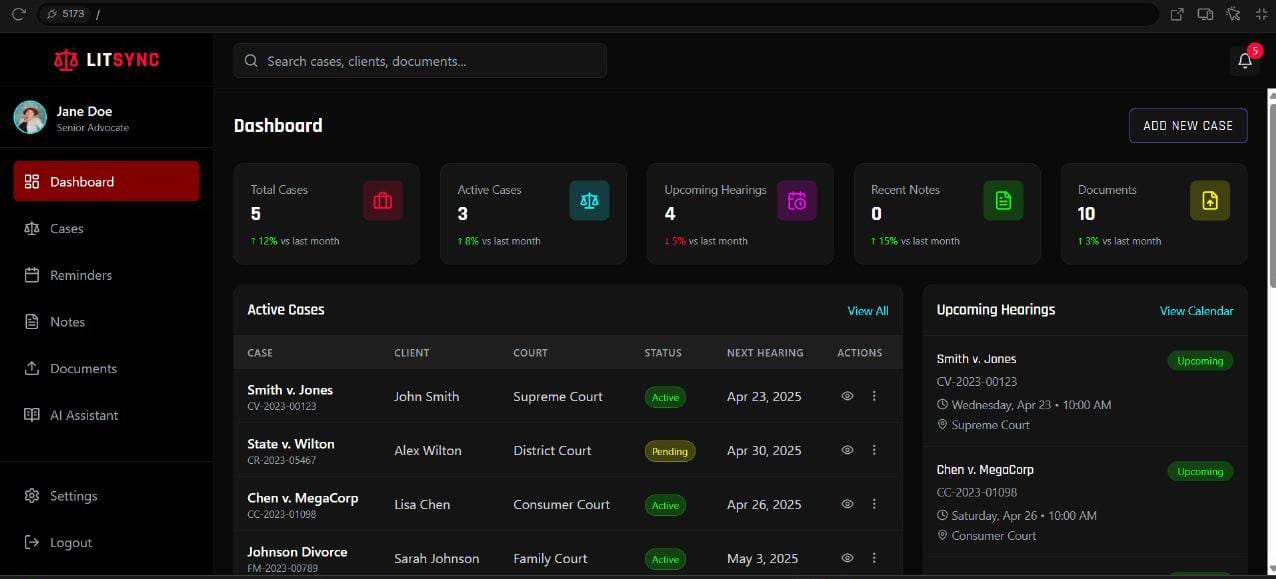 5173 /
LITSYNC
Search cases, clients, documents...
5
Jane Doe
Senior Advocate
Dashboard
Cases
Reminders
Notes
Documents
AI Assistant
Settings
Logout
Dashboard
ADD NEW CASE
Total Cases
5
↑ 12% vs last month
Active Cases
3
↑ 8% vs last month
Upcoming Hearings
4
↓ 5% vs last month
Recent Notes
0
↑ 15% vs last month
Documents
10
↑ 3% vs last month
Active Cases
View All
CASE CLIENT COURT STATUS NEXT HEARING ACTIONS
Smith v. Jones John Smith Supreme Court Active Apr 23, 2025
CV-2023-00123
State v. Wilton Alex Wilton District Court Pending Apr 30, 2025
CR-2023-05467
Chen v. MegaCorp Lisa Chen Consumer Court Active Apr 26, 2025
CC-2023-01098
Johnson Divorce Sarah Johnson Family Court Active May 3, 2025
FM-2023-00789
Upcoming Hearings
View Calendar
Smith v. Jones Upcoming
CV-2023-00123
Wednesday, Apr 23 • 10:00 AM
Supreme Court
Chen v. MegaCorp Upcoming
CC-2023-01098
Saturday, Apr 26 • 10:00 AM
Consumer Court